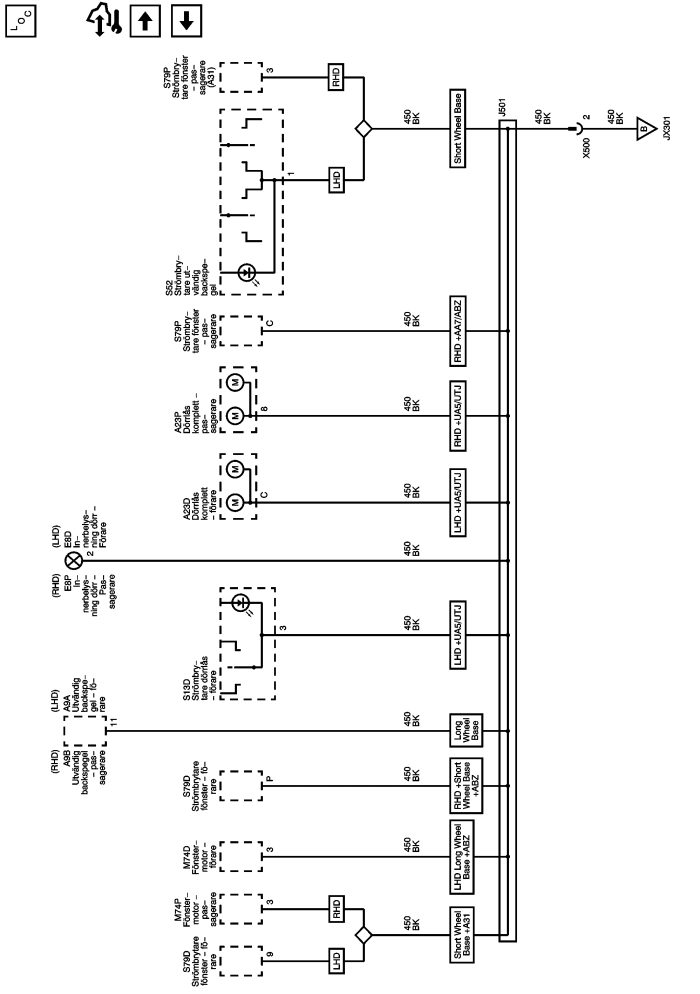 LOC
S79P
Strömbry-
tare fönster
- pas-
sagerare
(A31)
3
RHD
450
BK
Short Wheel Base
J501
450
BK
2
X500
450
BK
B
JX301
1
LHD
S52
Strömbry-
tare ut-
vändig
backspe-
gel
S79P
Strömbry-
tare fönster
- pas-
sagerare
C
450
BK
RHD +AA7/ABZ
A23P
Dörrlås
komplett -
pas-
sagerare
M
M
8
450
BK
RHD +UA5/UTJ
A23D
Dörrlås
komplett
- förare
M
M
C
450
BK
LHD +UA5/UTJ
(LHD)
E8D
In-
nerbelys-
ning dörr -
Förare
2
(RHD)
E8P
In-
nerbelys-
ning dörr -
Pas-
sagerare
450
BK
S13D
Strömbry-
tare dörrlås
- förare
3
450
BK
LHD +UA5/UTJ
(LHD)
A9A
Utvändig
backspe-
gel - fö-
rare
11
(RHD)
A9B
Utvändig
backspegel
- pas-
sagerare
450
BK
Long
Wheel
Base
S79D
Strömbrytare
fönster - fö-
rare
P
450
BK
RHD +Short
Wheel Base
+ABZ
M74D
Fönster-
motor -
förare
3
450
BK
LHD Long Wheel
Base +ABZ
M74P
Fönster-
motor -
pas-
sagerare
3
RHD
450
BK
Short Wheel
Base +A31
S79D
Strömbrytare
fönster - fö-
rare
9
LHD